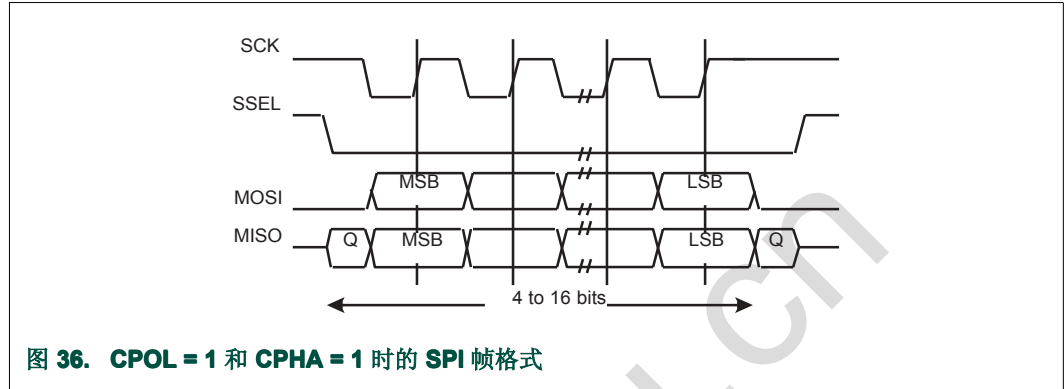 SCK
SSEL
MOSI MSB LSB
MISO Q MSB LSB Q
4 to 16 bits
图 36. CPOL = 1 和 CPHA = 1 时的 SPI 帧格式